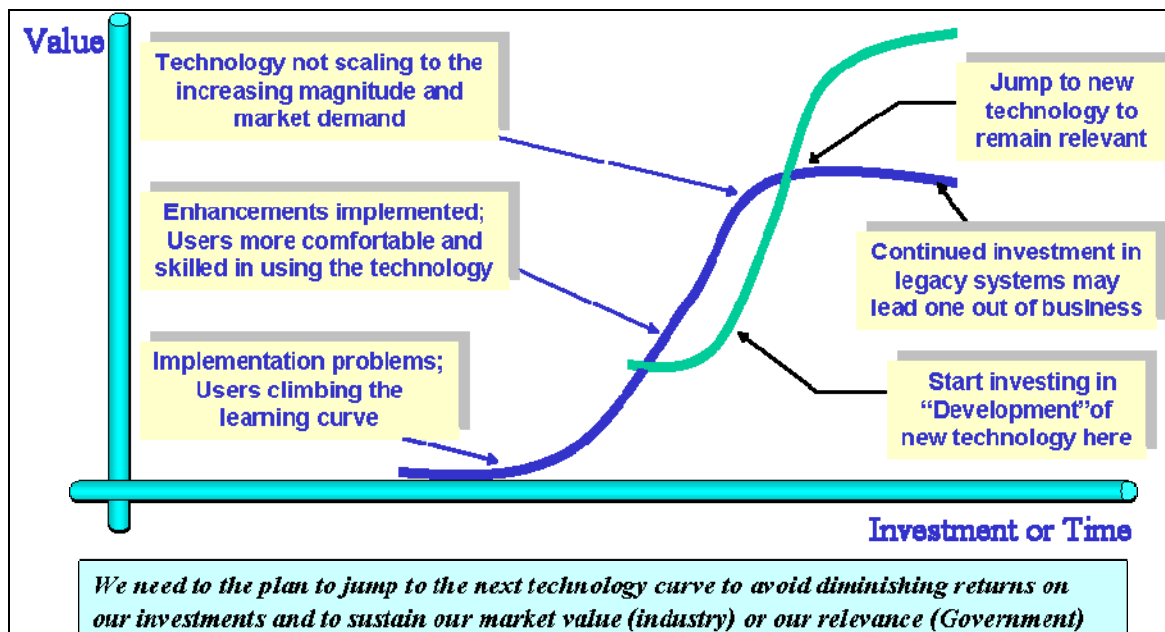 Value
Technology not scaling to the
increasing magnitude and
market demand
Jump to new
technology to
remain relevant
Enhancements implemented;
Users more comfortable and
skilled in using the technology
Continued investment in
legacy systems may
lead one out of business
Implementation problems;
Users climbing the
learning curve
Start investing in
“Development”of
new technology here
Investment or Time
We need to the plan to jump to the next technology curve to avoid diminishing returns on
our investments and to sustain our market value (industry) or our relevance (Government)